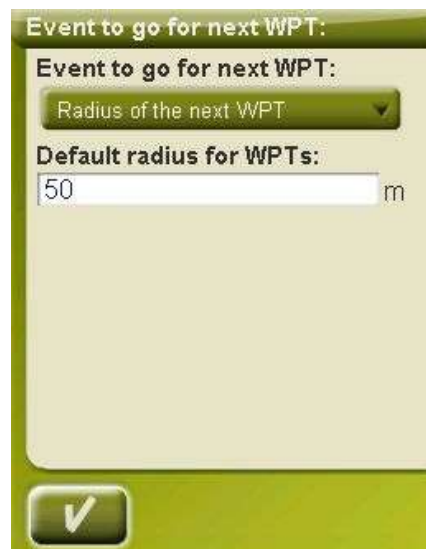 Event to go for next WPT:
Event to go for next WPT:
Radius of the next WPT
Default radius for WPTs:
50 m